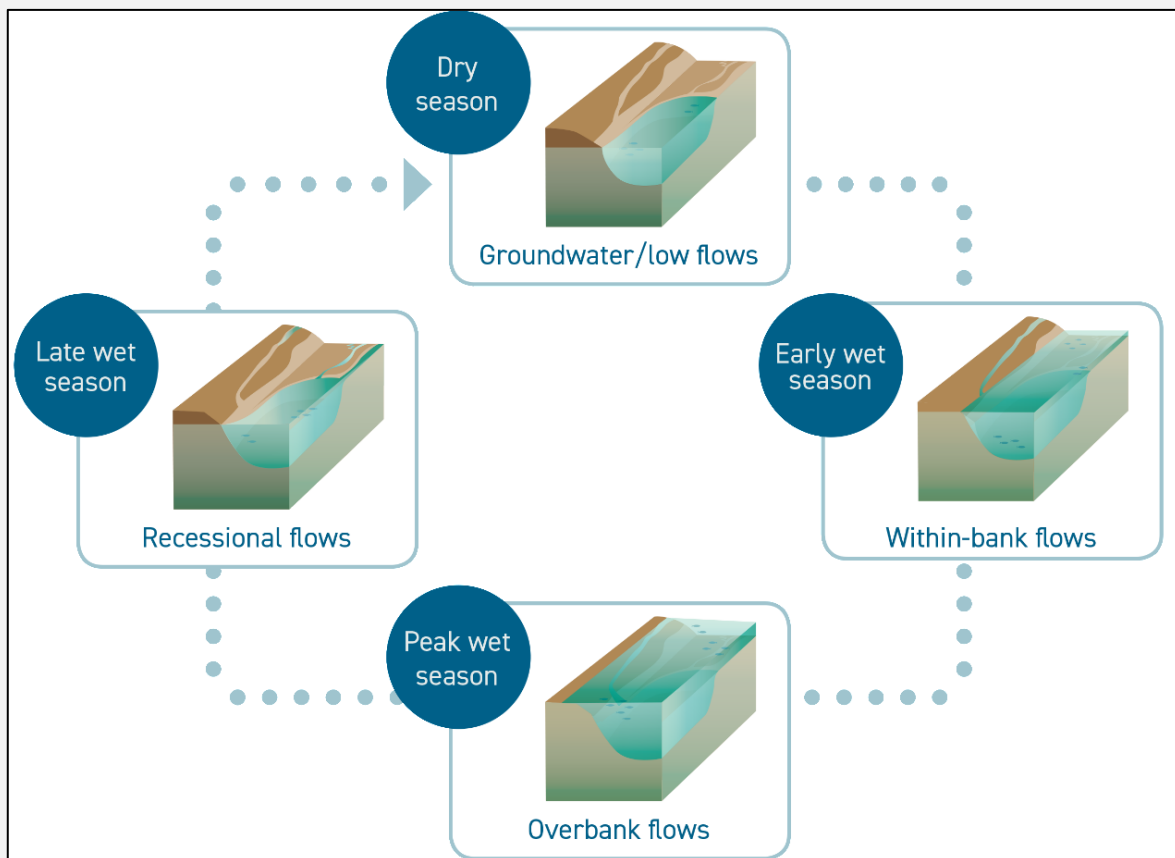 Dry
season
Groundwater/low flows
Late wet
season
Recessional flows
Early wet
season
Within-bank flows
Peak wet
season
Overbank flows